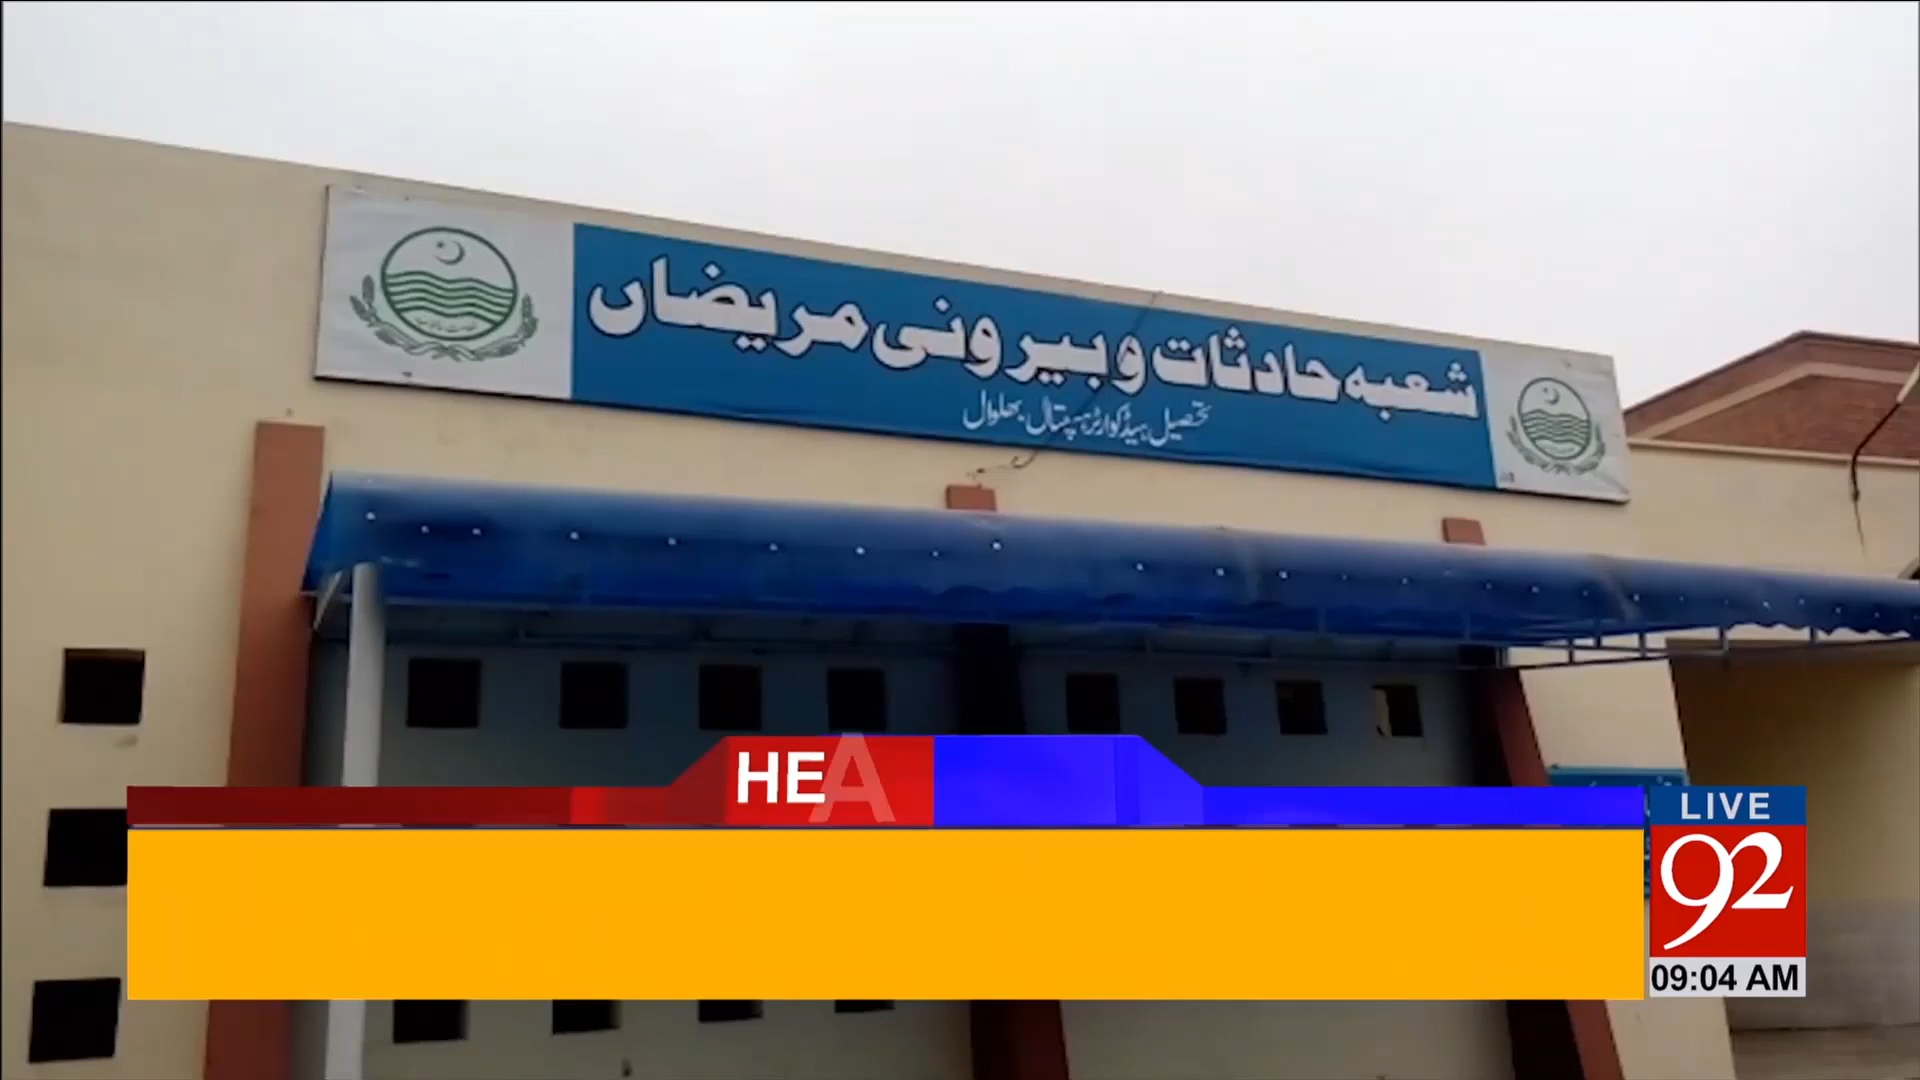 شعبہ حادثات و بیرونی مریضاں
تحصیل ہیڈکوارٹر ہسپتال بھلوال
HEA
LIVE
92
09:04 AM